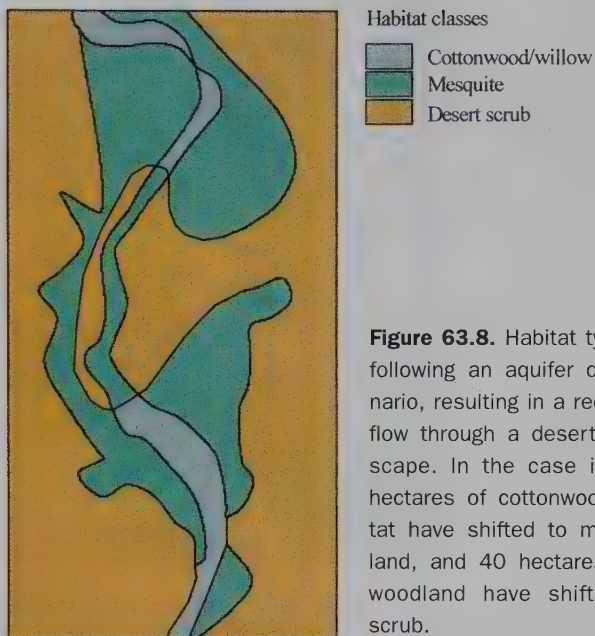 Habitat classes
Cottonwood/willow
Mesquite
Desert scrub
Figure 63.8. Habitat
following an aquifer
nario, resulting in a
flow through a desert
scape. In the case
hectares of
tat have shifted to
land, and 40 hectares
woodland have
scrub.